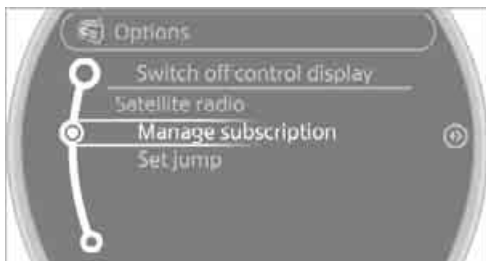 Options
Switch off control display
Satellite radio
Manage subscription
Set jump